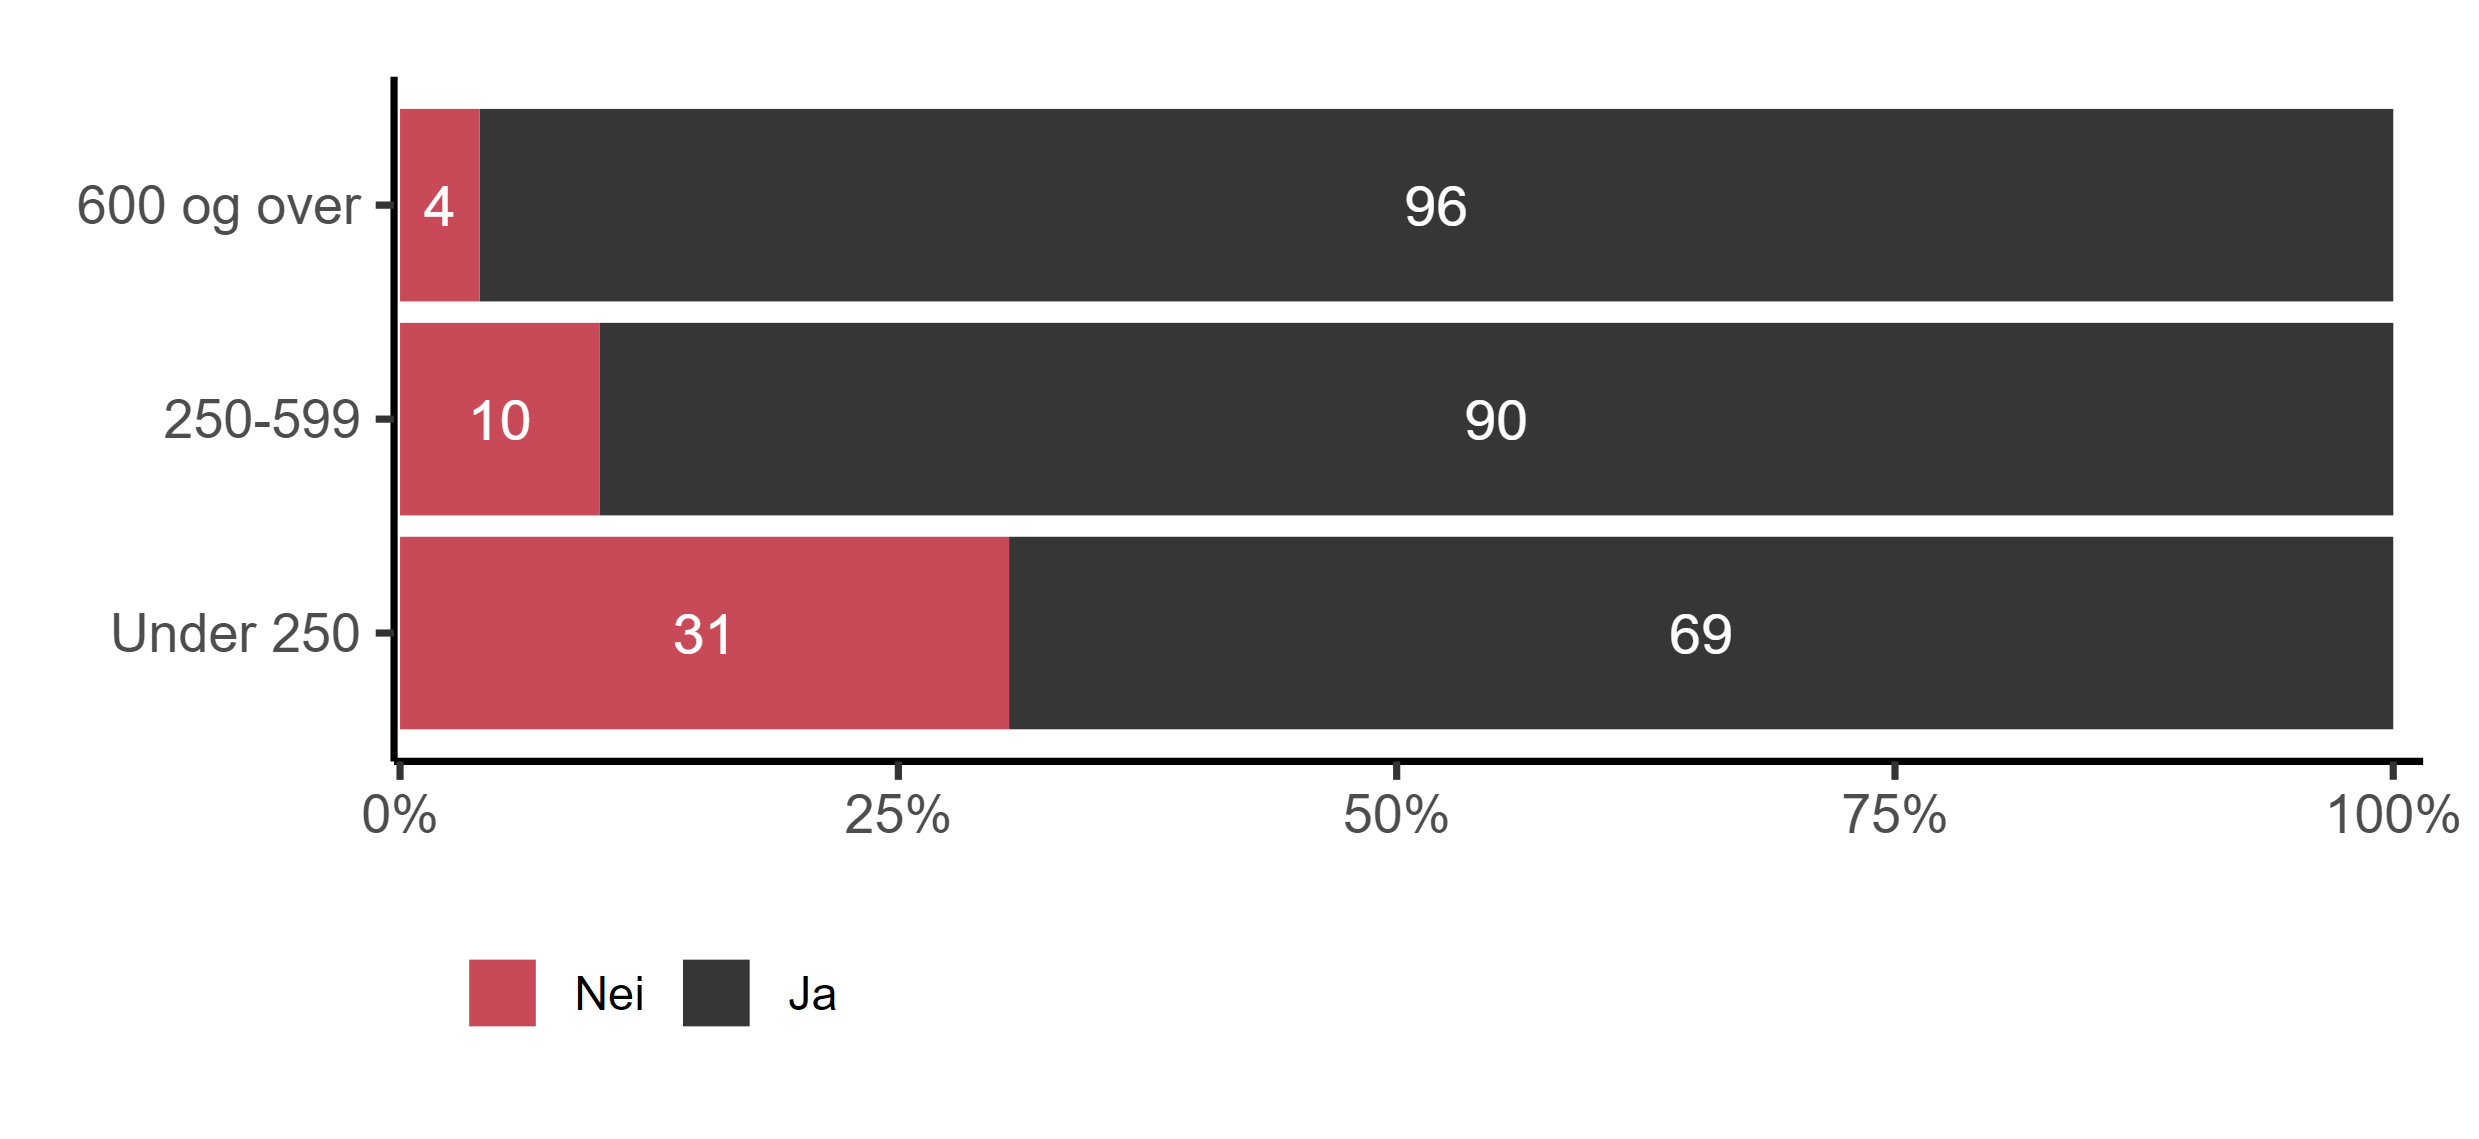 600 og over 4 96
250-599 10 90
Under 250 31 69
0% 25% 50% 75% 100%
Nei Ja